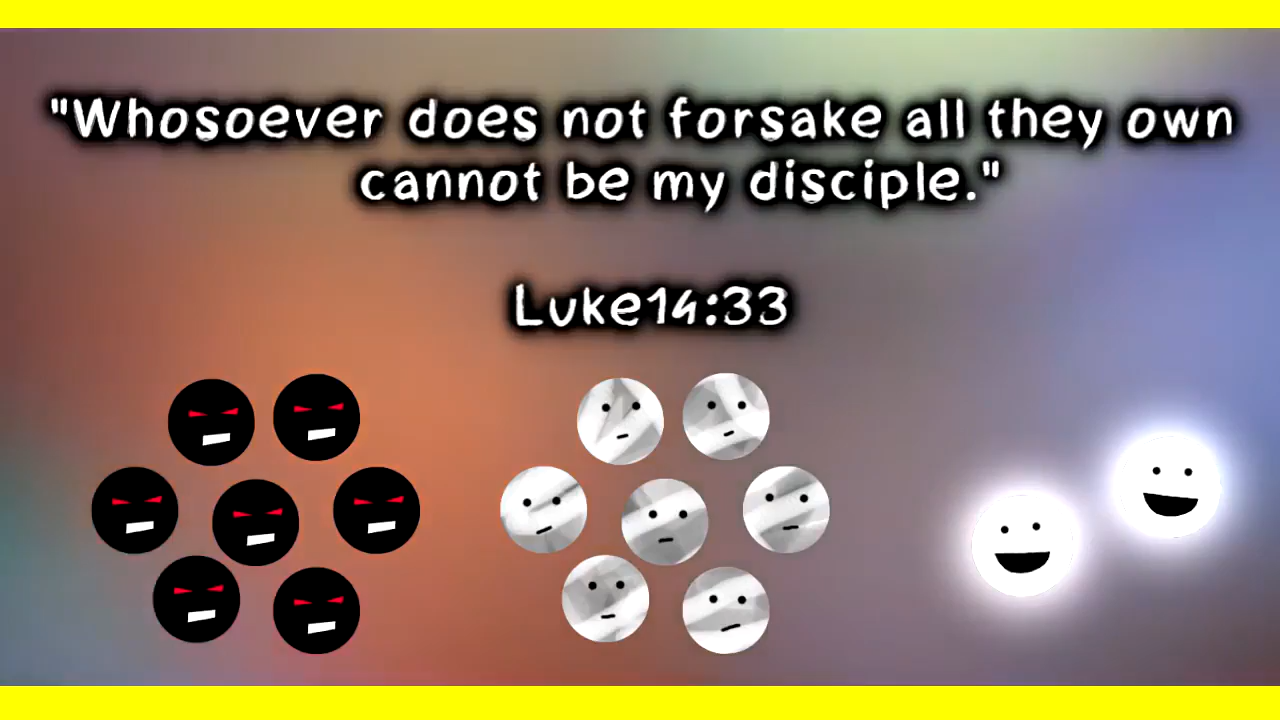 "Whosoever does not forsake all they own
cannot be my disciple."
Luke14:33